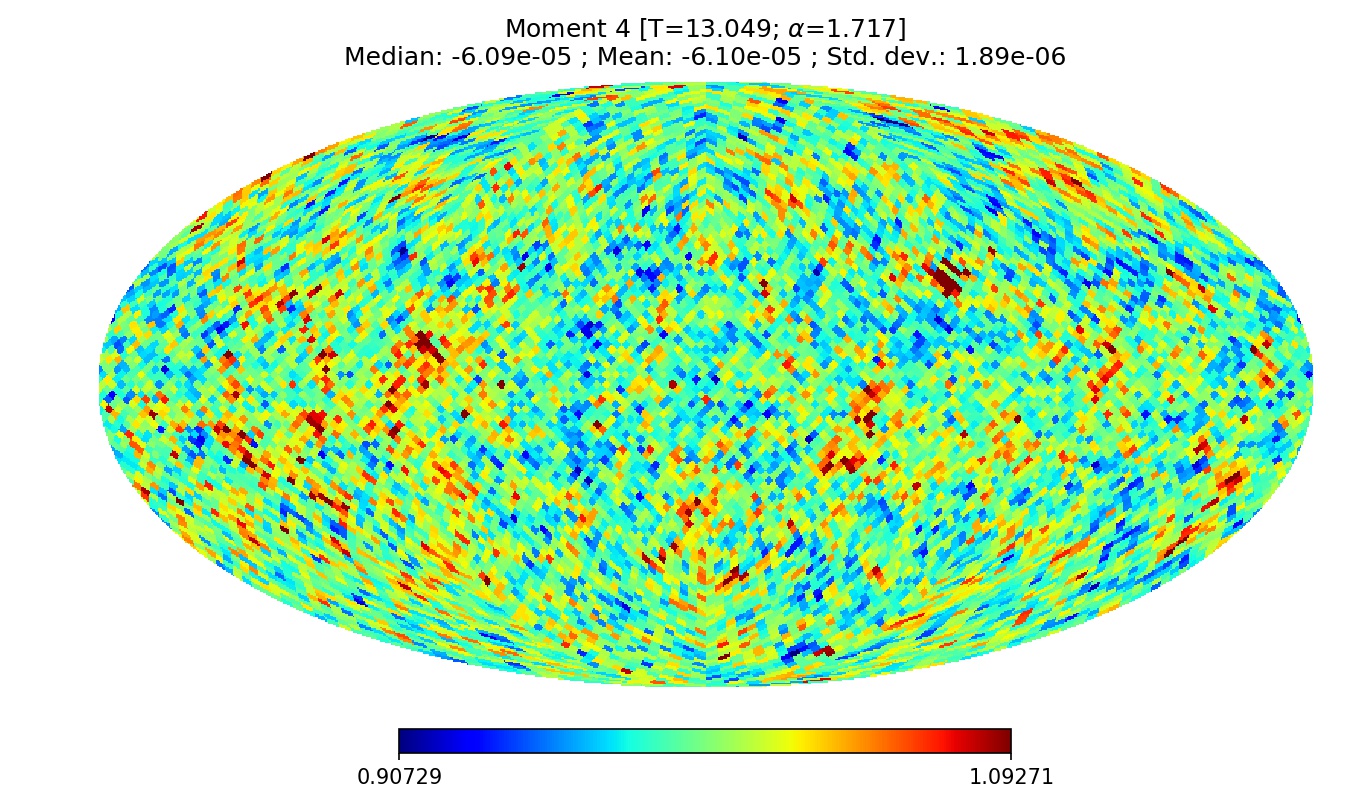 Moment 4 [T=13.049; α=1.717]
Median: -6.09e-05 ; Mean: -6.10e-05 ; Std. dev.: 1.89e-06
0.90729
1.09271